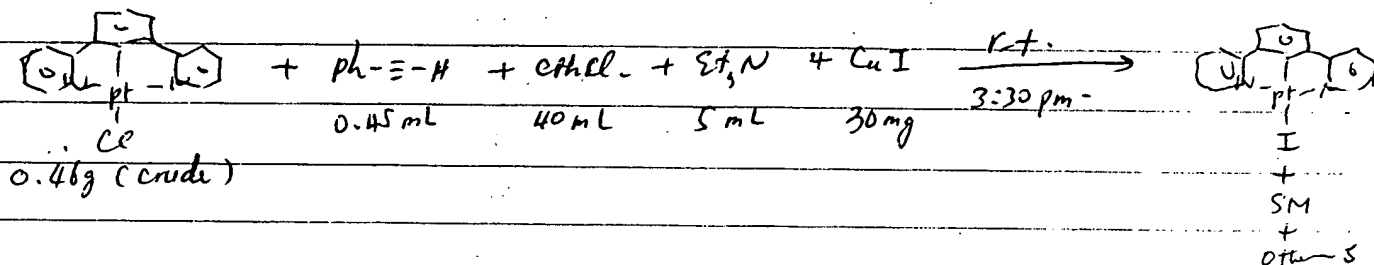 + ph-≡-H + CH₂Cl₂ + Et₃N + CuI r.t. →
0.45 mL 40 mL 5 mL 30 mg 3:30 pm-
Pt
Cl
0.46g (crude)
Pt
I
+
SM
+
Others